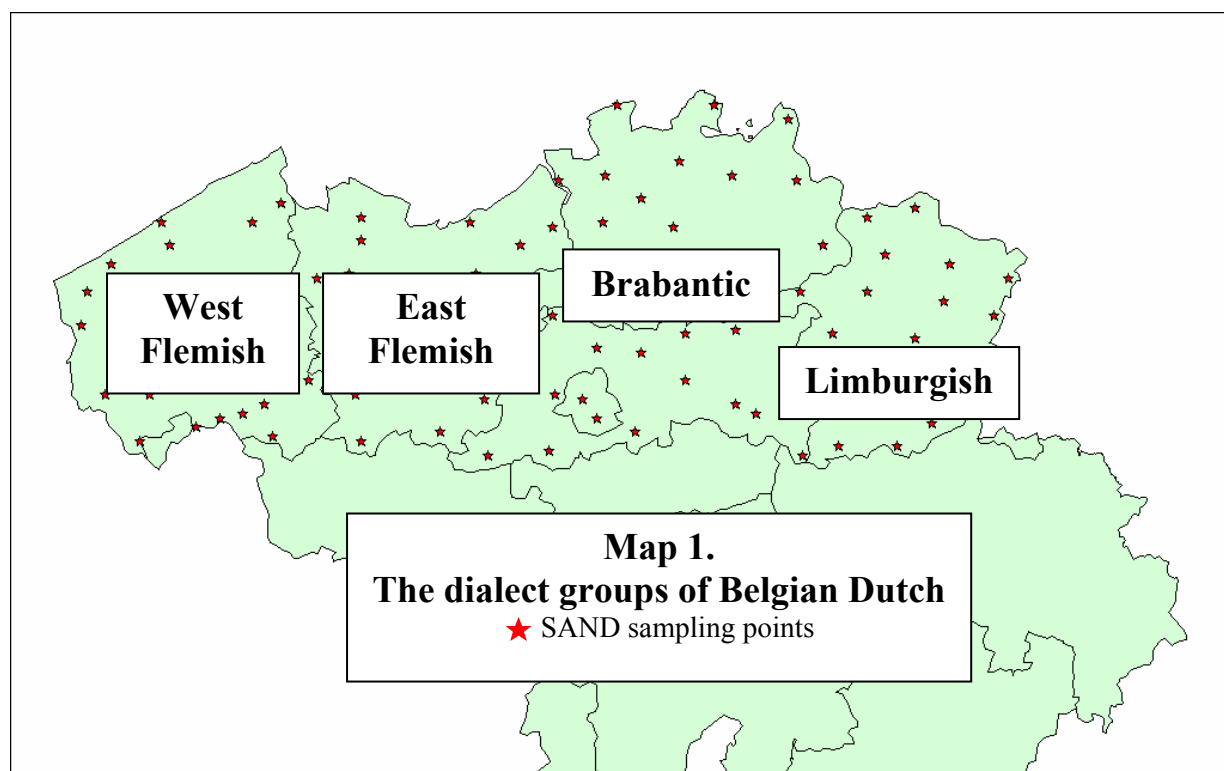 West
Flemish
East
Flemish
Brabantic
Limburgish
Map 1.
The dialect groups of Belgian Dutch
★ SAND sampling points